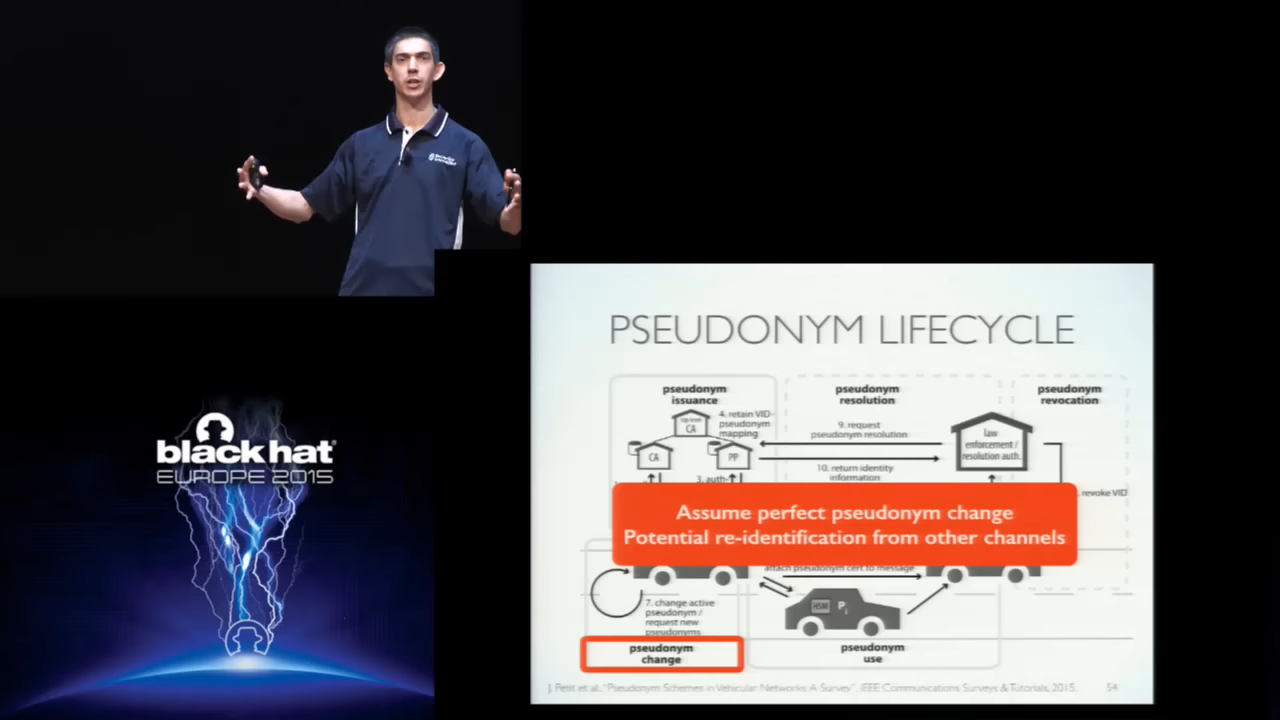 PSEUDONYM LIFECYCLE
pseudonym
issuance
pseudonym
resolution
pseudonym
revocation
CA
4. retain VID-
pseudonym
mapping
CA
PP
9. request
pseudonym resolution
10. return identity
information
law
enforcement /
resolution auth.
3. auth
revoke VID
Assume perfect pseudonym change
Potential re-identification from other channels
attach pseudonym cert to message
7. change active
pseudonym /
request new
pseudonyms
HSM
Pi
pseudonym
change
pseudonym
use
J. Petit et al., "Pseudonym Schemes in Vehicular Networks: A Survey", IEEE Communications Surveys & Tutorials, 2015.
54
black hat
EUROPE 2015